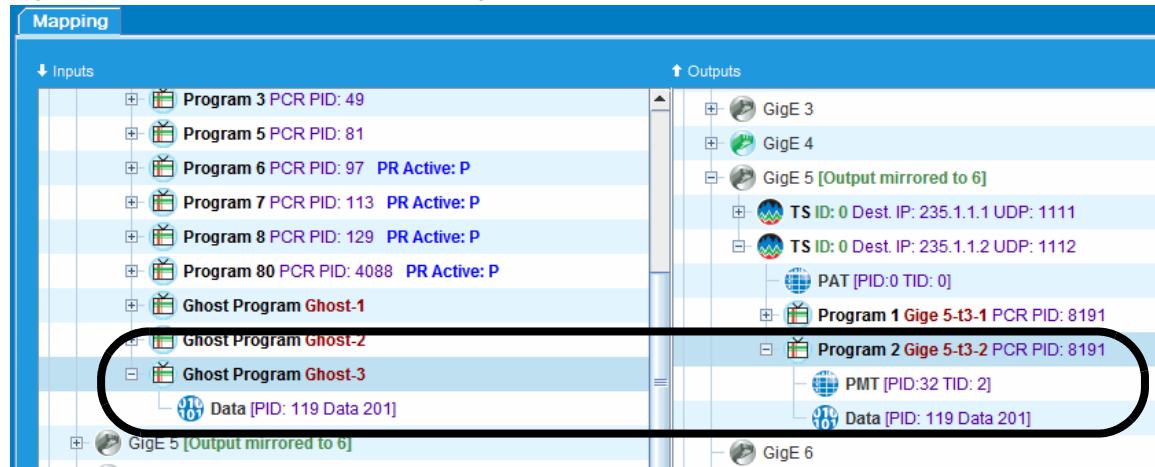 Mapping
Inputs
Program 3 PCR PID: 49
Program 5 PCR PID: 81
Program 6 PCR PID: 97 PR Active: P
Program 7 PCR PID: 113 PR Active: P
Program 8 PCR PID: 129 PR Active: P
Program 80 PCR PID: 4088 PR Active: P
Ghost Program Ghost-1
Ghost Program Ghost-2
Ghost Program Ghost-3
Data [PID: 119 Data 201]
GigE 5 [Output mirrored to 6]
Outputs
GigE 3
GigE 4
GigE 5 [Output mirrored to 6]
TS ID: 0 Dest. IP: 235.1.1.1 UDP: 1111
TS ID: 0 Dest. IP: 235.1.1.2 UDP: 1112
PAT [PID:0 TID: 0]
Program 1 Gige 5-t3-1 PCR PID: 8191
Program 2 Gige 5-t3-2 PCR PID: 8191
PMT [PID:32 TID: 2]
Data [PID: 119 Data 201]
GigE 6